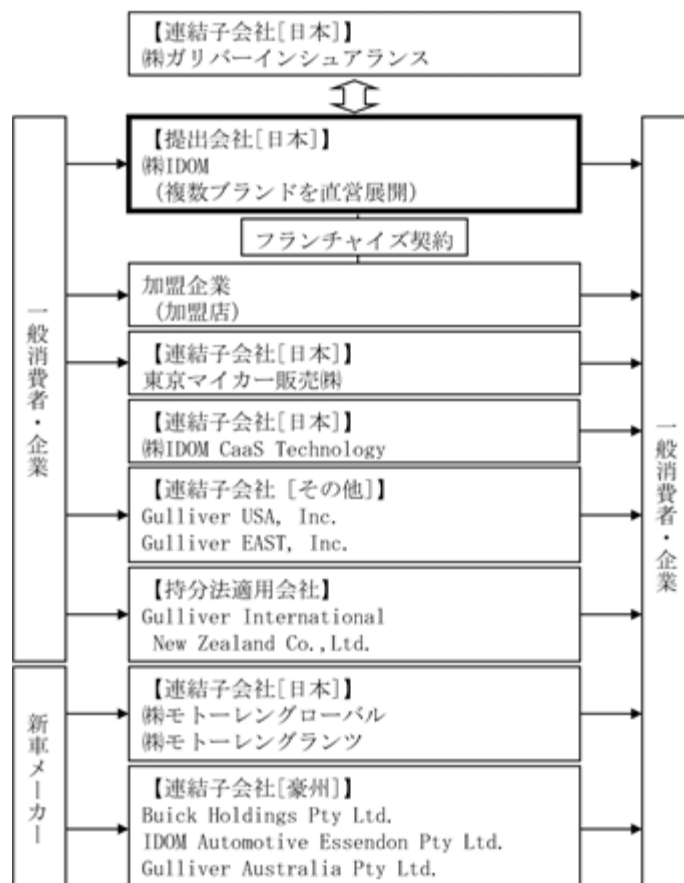 【連結子会社[日本]】
㈱ガリバーインシュアランス
【提出会社[日本]】
㈱IDOM
(複数ブランドを直営展開)
フランチャイズ契約
加盟企業
(加盟店)
【連結子会社[日本]】
東京マイカー販売㈱
【連結子会社[日本]】
㈱IDOM CaaS Technology
【連結子会社 [その他]】
Gulliver USA, Inc.
Gulliver EAST, Inc.
【持分法適用会社】
Gulliver International
New Zealand Co.,Ltd.
【連結子会社[日本]】
㈱モトーレングローバル
㈱モトーレングランツ
【連結子会社[豪州]】
Buick Holdings Pty Ltd.
IDOM Automotive Essendon Pty Ltd.
Gulliver Australia Pty Ltd.
一般消費者・企業
新車メーカー
一般消費者・企業